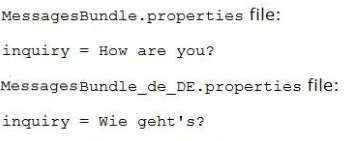 MessagesBundle.properties file:
inquiry = How are you?
MessagesBundle_de_DE.properties file:
inquiry = Wie geht's?